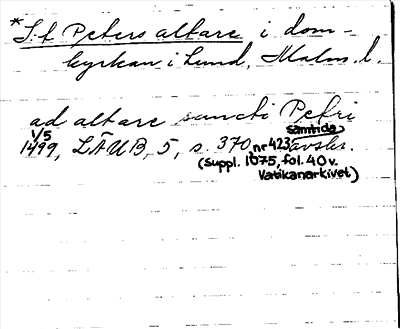 *S:t Peters altare i dom-
kyrkan i Lund, Malm. l.
ad altare sancti Petri
1/5 samtida
1499, LÄUB, 5, s. 370 nr 423 avskr.
(Suppl. 1075, fol. 40 v.
Vatikanarkivet)